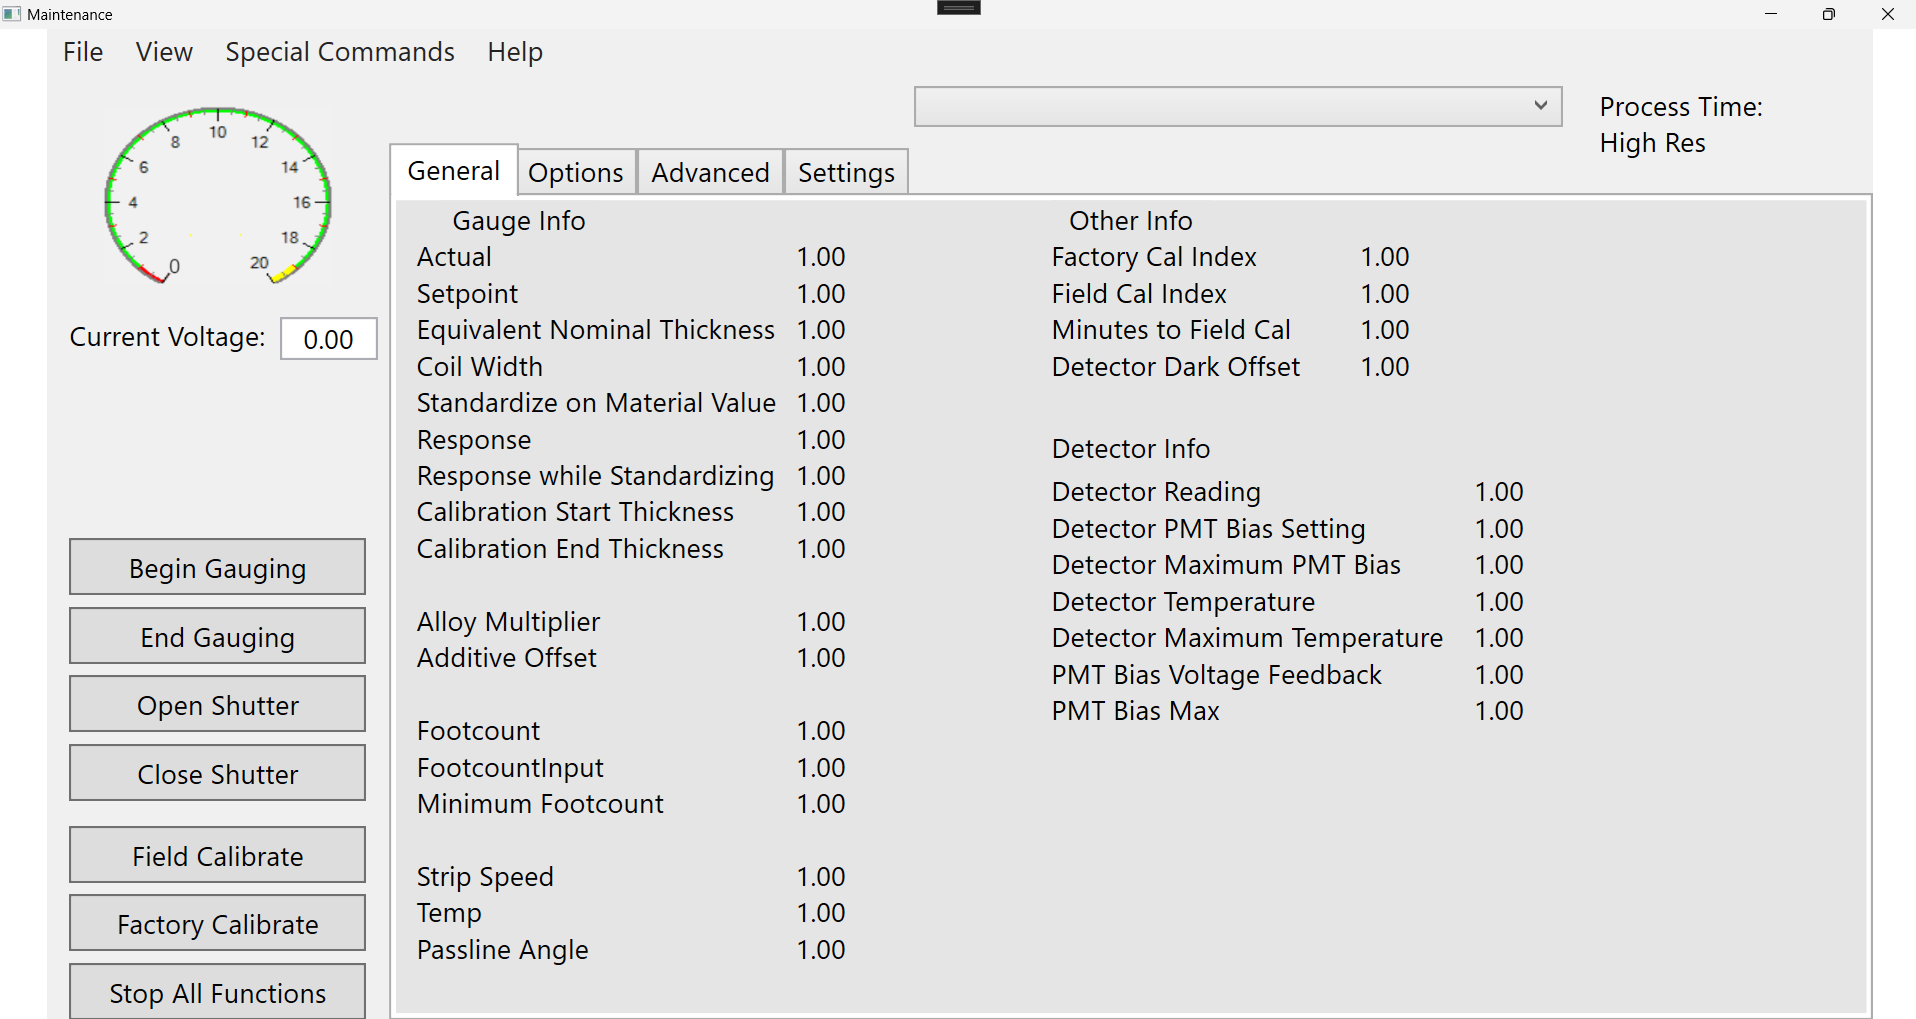 Maintenance
File View Special Commands Help
Process Time:
High Res
0 2 4 6 8 10 12 14 16 18 20
Current Voltage: 0.00
Begin Gauging
End Gauging
Open Shutter
Close Shutter
Field Calibrate
Factory Calibrate
Stop All Functions
General Options Advanced Settings
Gauge Info
Actual 1.00
Setpoint 1.00
Equivalent Nominal Thickness 1.00
Coil Width 1.00
Standardize on Material Value 1.00
Response 1.00
Response while Standardizing 1.00
Calibration Start Thickness 1.00
Calibration End Thickness 1.00
Alloy Multiplier 1.00
Additive Offset 1.00
Footcount 1.00
FootcountInput 1.00
Minimum Footcount 1.00
Strip Speed 1.00
Temp 1.00
Passline Angle 1.00
Other Info
Factory Cal Index 1.00
Field Cal Index 1.00
Minutes to Field Cal 1.00
Detector Dark Offset 1.00
Detector Info
Detector Reading 1.00
Detector PMT Bias Setting 1.00
Detector Maximum PMT Bias 1.00
Detector Temperature 1.00
Detector Maximum Temperature 1.00
PMT Bias Voltage Feedback 1.00
PMT Bias Max 1.00